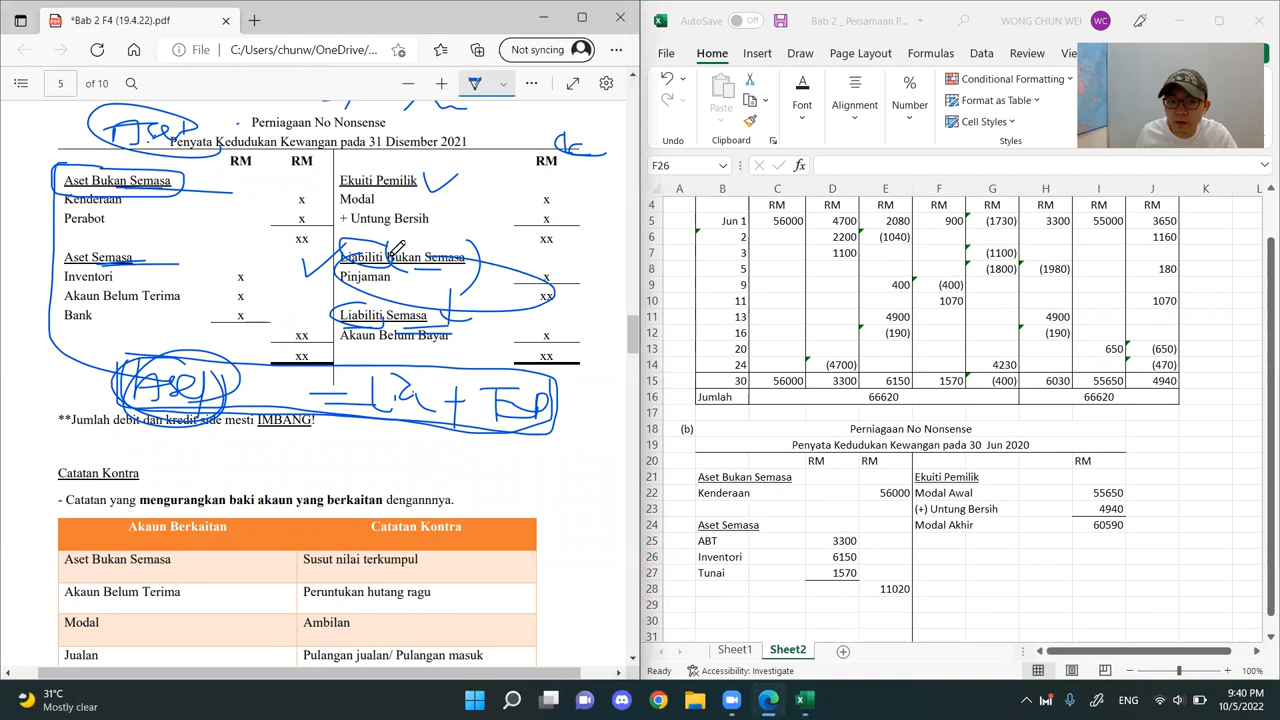 *Bab 2 F4 (19.4.22).pdf
File
C:/Users/chunw/OneDrive/...
Not syncing
5 of 10
Perniagaan No Nonsense
Penyata Kedudukan Kewangan pada 31 Disember 2021
RM RM RM
Aset Bukan Semasa Ekuiti Pemilik
Kenderaan x Modal x
Perabot x + Untung Bersih x
xx xx
Aset Semasa Liabiliti Bukan Semasa
Inventori x Pinjaman x
Akaun Belum Terima x xx
Bank x Liabiliti Semasa
xx Akaun Belum Bayar x
xx xx
**Jumlah debit dan kredit side mesti IMBANG!
Catatan Kontra
- Catatan yang mengurangkan baki akaun yang berkaitan dengannnya.
Akaun Berkaitan Catatan Kontra
Aset Bukan Semasa Susut nilai terkumpul
Akaun Belum Terima Peruntukan hutang ragu
Modal Ambilan
Jualan Pulangan jualan/ Pulangan masuk
AutoSave Off Bab 2 _ Persamaan P... WONG CHUN WEI WC
File Home Insert Draw Page Layout Formulas Data Review View
Paste
Clipboard
Font
Alignment
Number
Conditional Formatting
Format as Table
Cell Styles
F26
fx
A B C D E F G H I J K L
4 RM RM RM RM RM RM RM RM
5 Jun 1 56000 4700 2080 900 (1730) 3300 55000 3650
6 2 2200 (1040) 1160
7 3 1100 (1100)
8 5 (1800) (1980) 180
9 9 400 (400)
10 11 1070 1070
11 13 4900 4900
12 16 (190) (190)
13 20 650 (650)
14 24 (4700) 4230 (470)
15 30 56000 3300 6150 1570 (400) 6030 55650 4940
16 Jumlah 66620 66620
18 (b) Perniagaan No Nonsense
19 Penyata Kedudukan Kewangan pada 30 Jun 2020
20 RM RM RM
21 Aset Bukan Semasa Ekuiti Pemilik
22 Kenderaan 56000 Modal Awal 55650
23 (+) Untung Bersih 4940
24 Aset Semasa Modal Akhir 60590
25 ABT 3300
26 Inventori 6150
27 Tunai 1570
28 11020
29
30
31
Sheet1 Sheet2
Ready Accessibility: Investigate 100%
31°C
Mostly clear
ENG
9:40 PM
10/5/2022